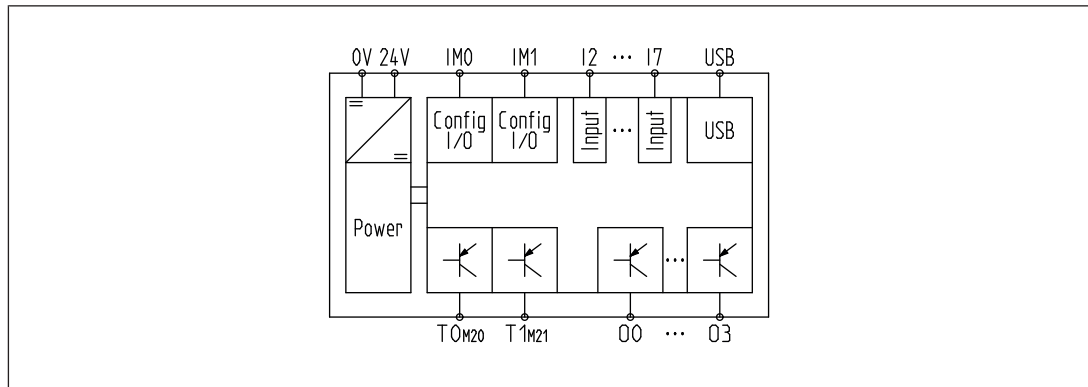 0V 24V IM0 IM1 I2 ··· I7 USB
Config I/O Config I/O Input ··· Input USB
Power
···
T0M20 T1M21 O0 ··· O3